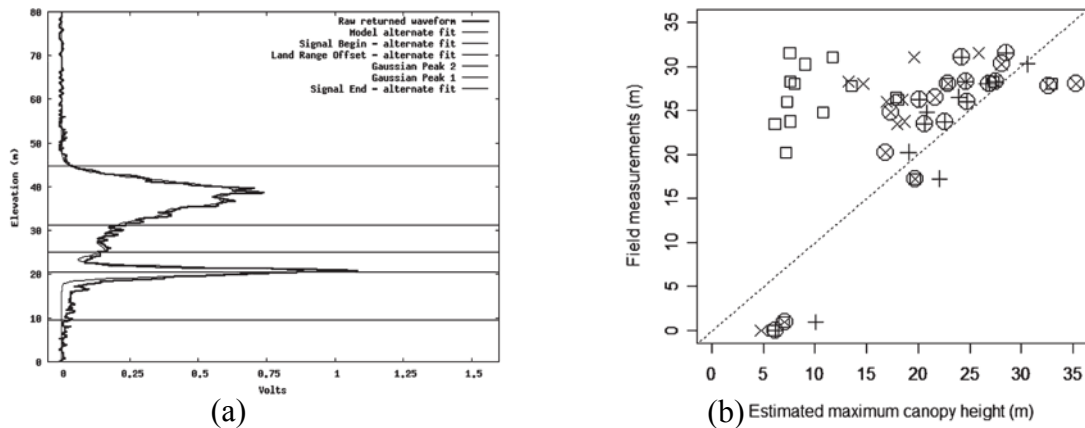 80
70
60
50
40
30
20
10
0
Elevation (m)
Raw returned waveform
Model alternate fit
Signal Begin - alternate fit
Land Range Offset - alternate fit
Gaussian Peak 2
Gaussian Peak 1
Signal End - alternate fit
0 0.25 0.5 0.75 1 1.25 1.5
Volts
(a)
35
30
25
20
15
10
5
0
Field measurements (m)
0 5 10 15 20 25 30 35
Estimated maximum canopy height (m)
(b)